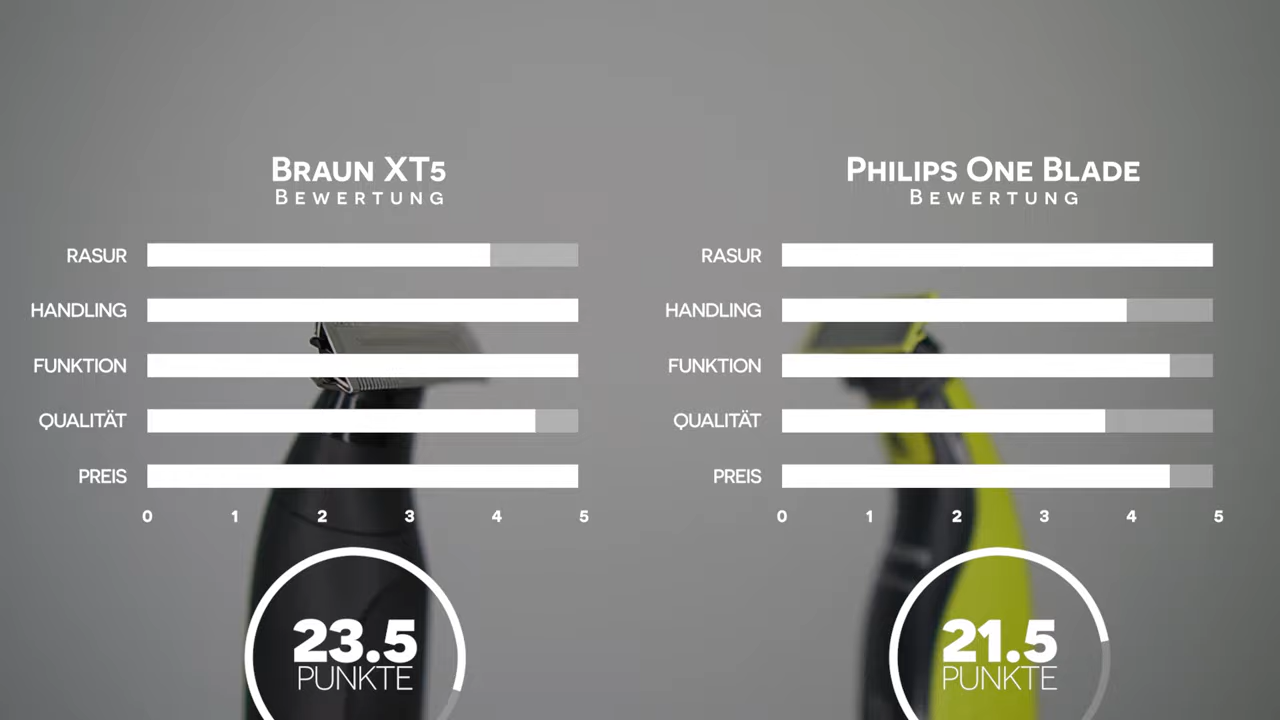 BRAUN XT5
BEWERTUNG
RASUR
HANDLING
FUNKTION
QUALITÄT
PREIS
0 1 2 3 4 5
23.5
PUNKTE
PHILIPS ONE BLADE
BEWERTUNG
RASUR
HANDLING
FUNKTION
QUALITÄT
PREIS
0 1 2 3 4 5
21.5
PUNKTE